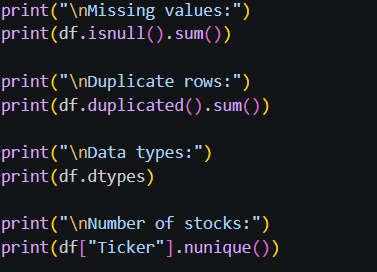 print("\nMissing values:")
print(df.isnull().sum())
print("\nDuplicate rows:")
print(df.duplicated().sum())
print("\nData types:")
print(df.dtypes)
print("\nNumber of stocks:")
print(df["Ticker"].nunique())